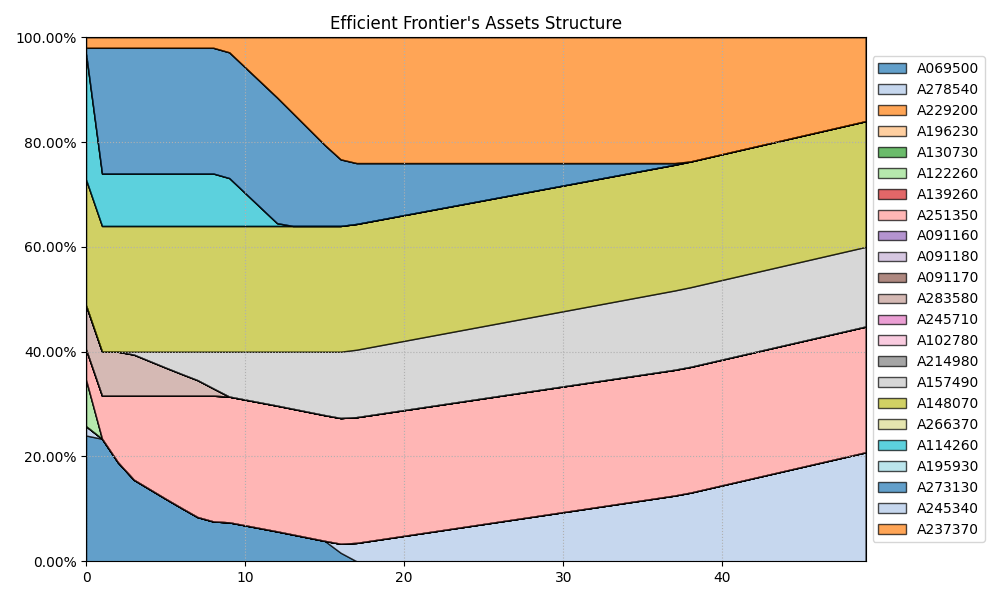 Efficient Frontier's Assets Structure
100.00%
80.00%
60.00%
40.00%
20.00%
0.00%
0
10
20
30
40
A069500
A278540
A229200
A196230
A130730
A122260
A139260
A251350
A091160
A091180
A091170
A283580
A245710
A102780
A214980
A157490
A148070
A266370
A114260
A195930
A273130
A245340
A237370